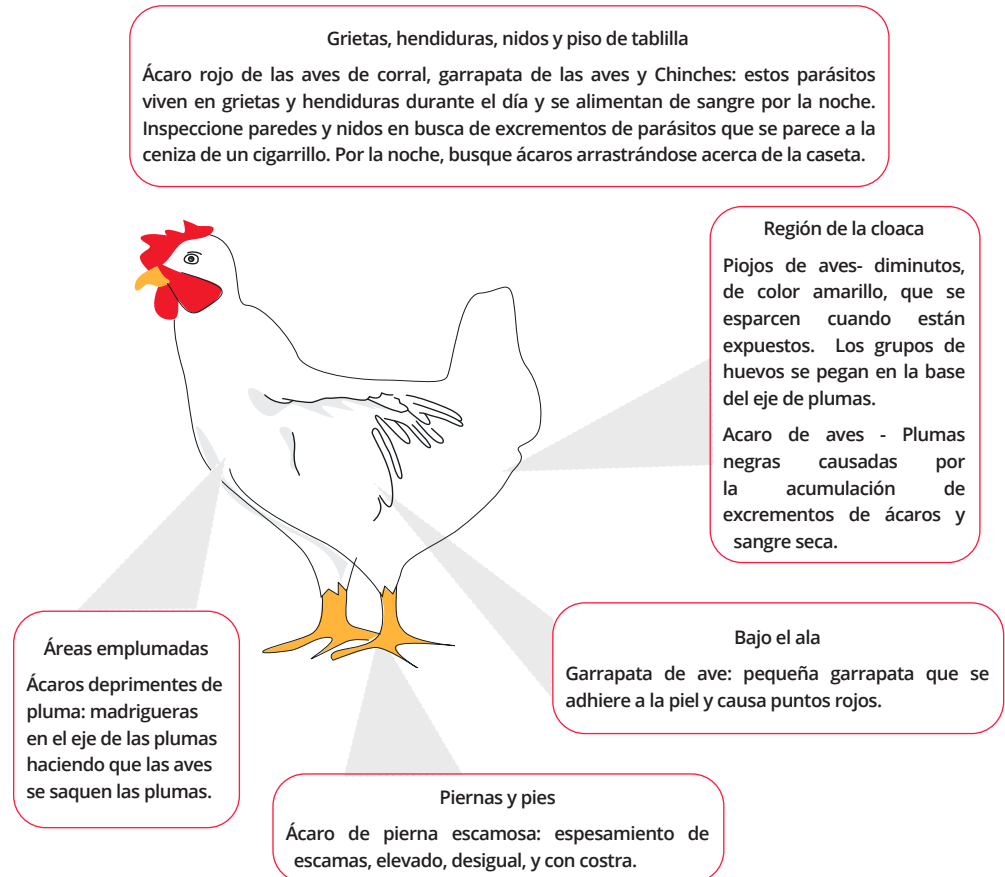 Grietas, hendiduras, nidos y piso de tablilla
Ácaro rojo de las aves de corral, garrapata de las aves y Chinches: estos parásitos
viven en grietas y hendiduras durante el día y se alimentan de sangre por la noche.
Inspeccione paredes y nidos en busca de excrementos de parásitos que se parece a la
ceniza de un cigarrillo. Por la noche, busque ácaros arrastrándose acerca de la caseta.
Región de la cloaca
Piojos de aves- diminutos,
de color amarillo, que se
esparcen cuando están
expuestos. Los grupos de
huevos se pegan en la base
del eje de plumas.
Acaro de aves - Plumas
negras causadas por
la acumulación de
excrementos de ácaros y
sangre seca.
Áreas emplumadas
Ácaros deprimentes de
pluma: madrigueras
en el eje de las plumas
haciendo que las aves
se saquen las plumas.
Bajo el ala
Garrapata de ave: pequeña garrapata que se
adhiere a la piel y causa puntos rojos.
Piernas y pies
Ácaro de pierna escamosa: espesamiento de
escamas, elevado, desigual, y con costra.